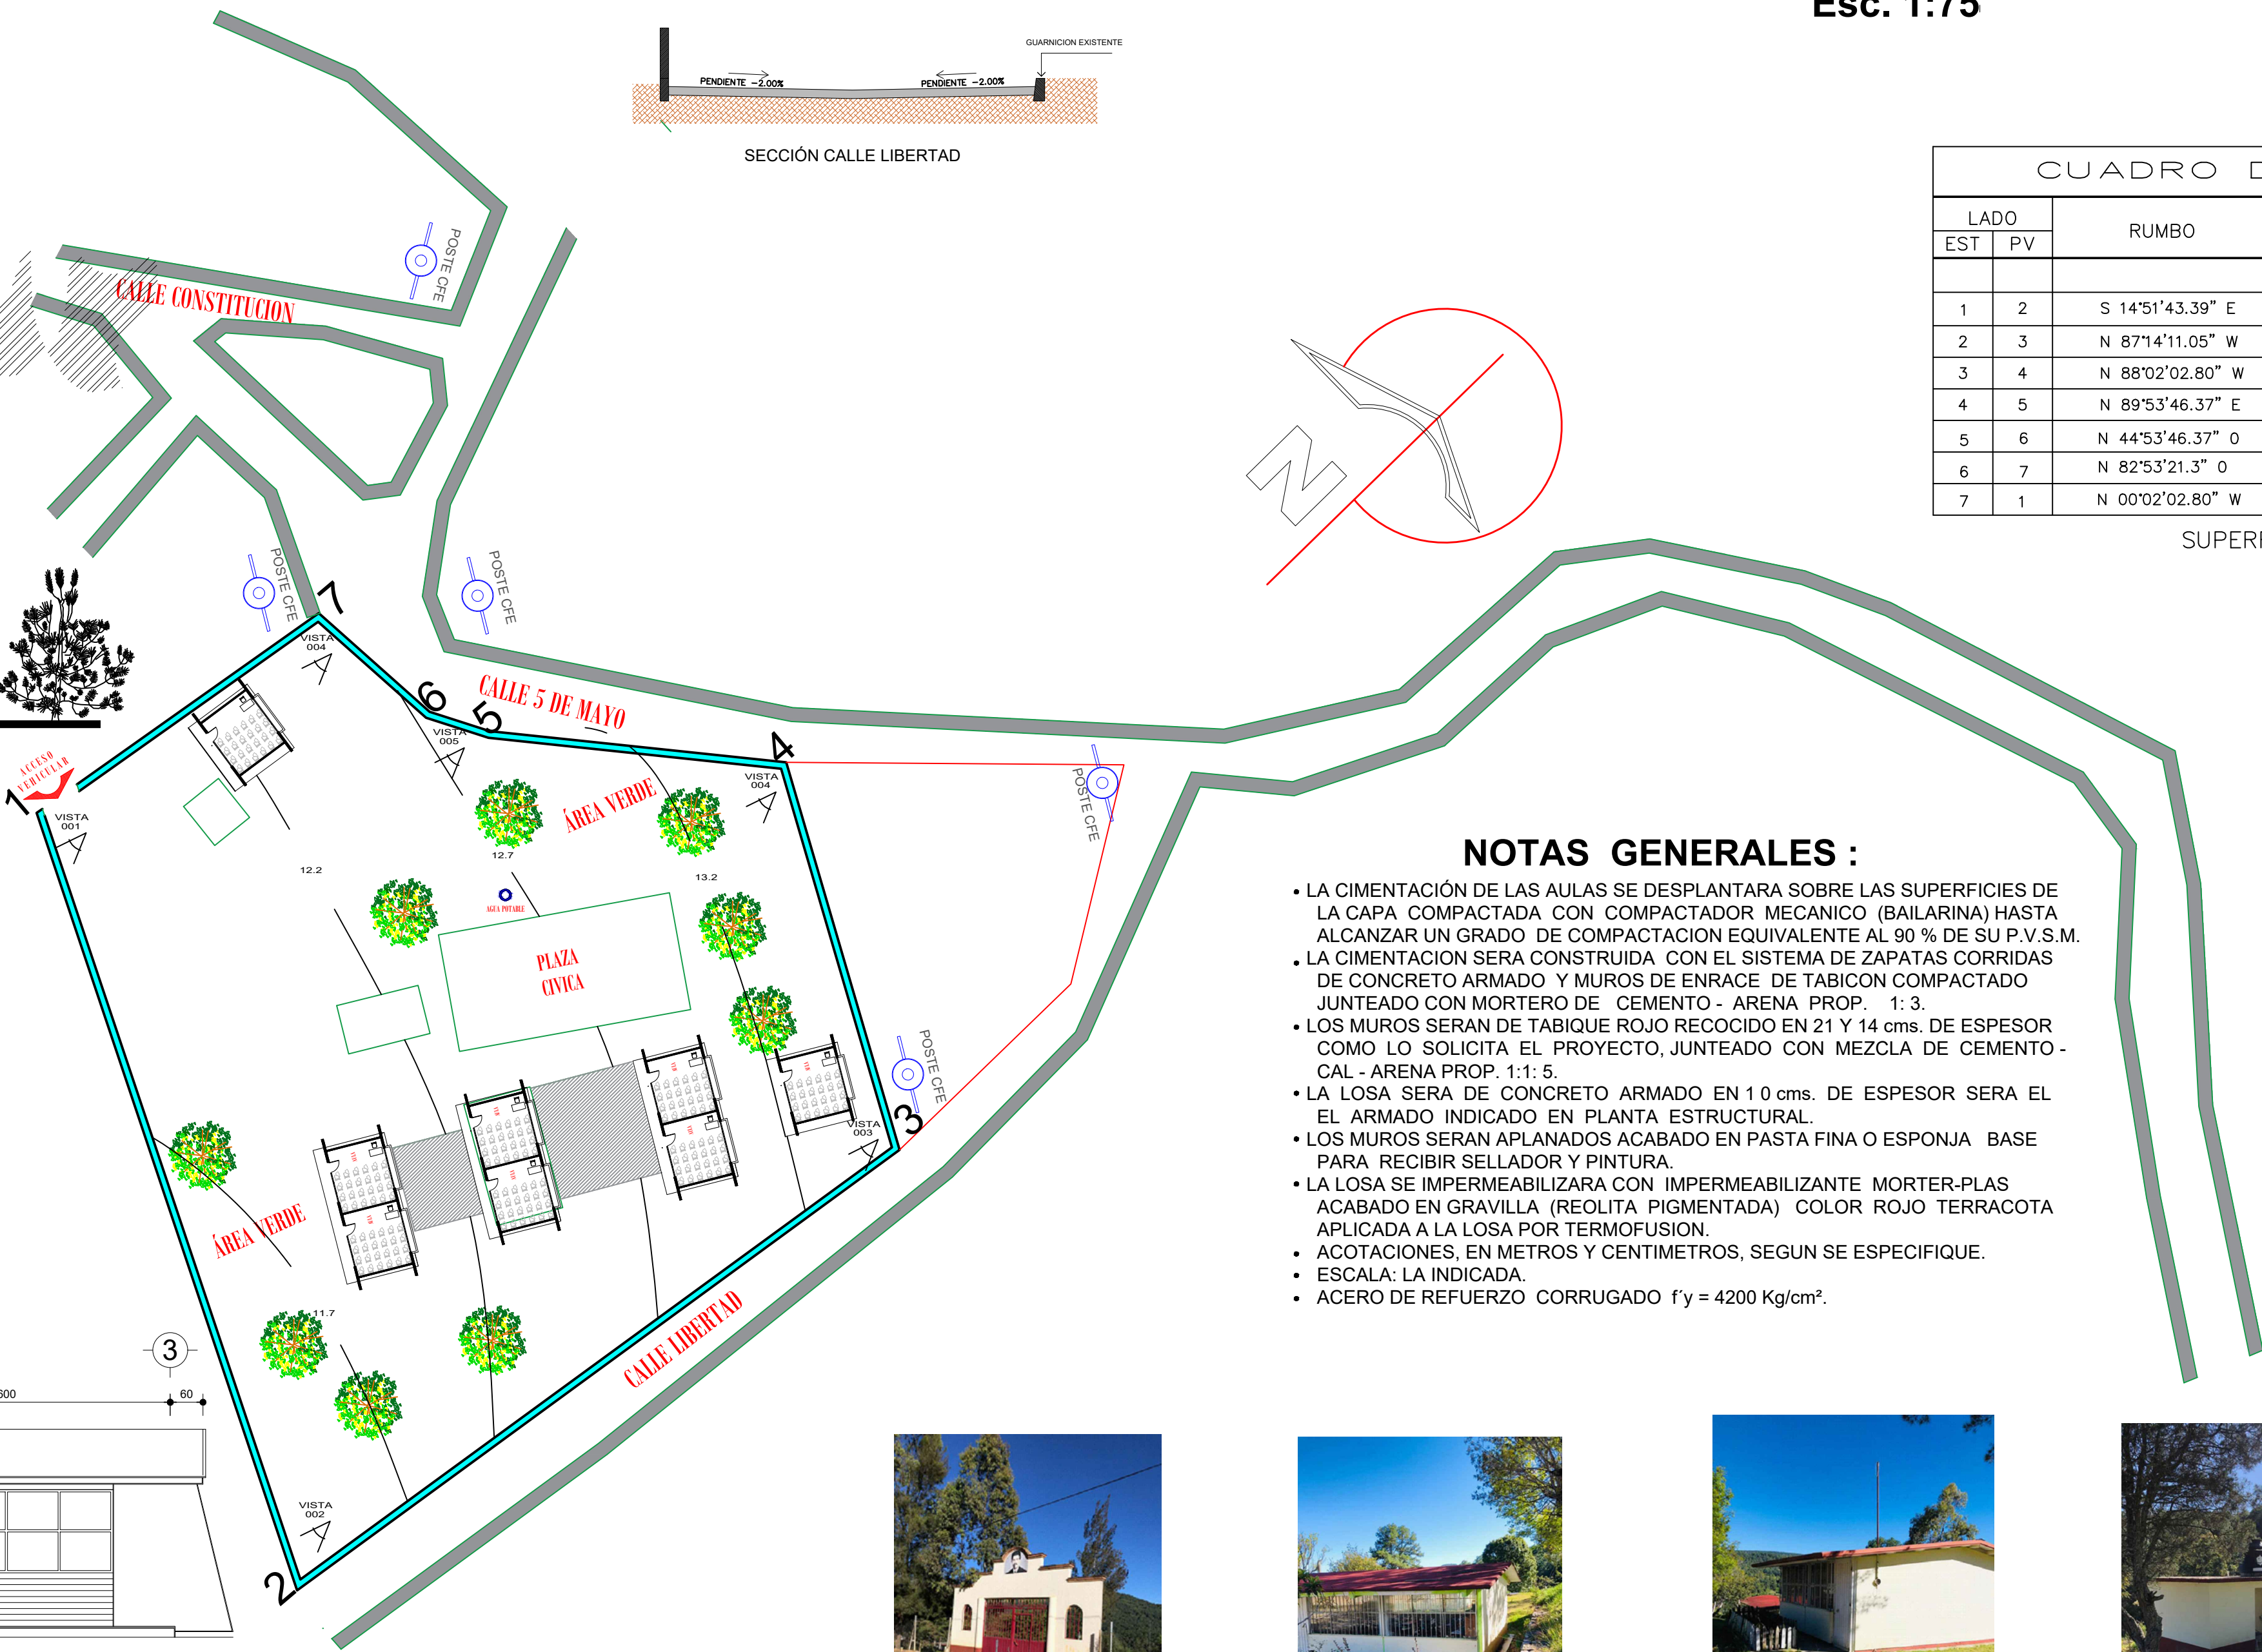 Esc. 1:75
GUARNICION EXISTENTE
PENDIENTE -2.00%
PENDIENTE -2.00%
SECCIÓN CALLE LIBERTAD
CUADRO D
LADO
RUMBO
EST PV
1 2 S 14°51'43.39" E
2 3 N 87°14'11.05" W
3 4 N 88°02'02.80" W
4 5 N 89°53'46.37" E
5 6 N 44°53'46.37" O
6 7 N 82°53'21.3" O
7 1 N 00°02'02.80" W
SUPERF
POSTE CFE
CALLE CONSTITUCION
N
POSTE CFE
POSTE CFE
7
VISTA
004
6
5
CALLE 5 DE MAYO
VISTA
005
4
VISTA
004
POSTE CFE
ACCESO
VEHICULAR
1
VISTA
001
ÁREA VERDE
12.2
12.7
13.2
AGUA POTABLE
PLAZA
CIVICA
POSTE CFE
3
VISTA
003
ÁREA VERDE
11.7
CALLE LIBERTAD
VISTA
002
2
3
600
60
NOTAS GENERALES :
• LA CIMENTACIÓN DE LAS AULAS SE DESPLANTARA SOBRE LAS SUPERFICIES DE
LA CAPA COMPACTADA CON COMPACTADOR MECANICO (BAILARINA) HASTA
ALCANZAR UN GRADO DE COMPACTACION EQUIVALENTE AL 90 % DE SU P.V.S.M.
• LA CIMENTACION SERA CONSTRUIDA CON EL SISTEMA DE ZAPATAS CORRIDAS
DE CONCRETO ARMADO Y MUROS DE ENRACE DE TABICON COMPACTADO
JUNTEADO CON MORTERO DE CEMENTO - ARENA PROP. 1: 3.
• LOS MUROS SERAN DE TABIQUE ROJO RECOCIDO EN 21 Y 14 cms. DE ESPESOR
COMO LO SOLICITA EL PROYECTO, JUNTEADO CON MEZCLA DE CEMENTO -
CAL - ARENA PROP. 1:1: 5.
• LA LOSA SERA DE CONCRETO ARMADO EN 1 0 cms. DE ESPESOR SERA EL
EL ARMADO INDICADO EN PLANTA ESTRUCTURAL.
• LOS MUROS SERAN APLANADOS ACABADO EN PASTA FINA O ESPONJA BASE
PARA RECIBIR SELLADOR Y PINTURA.
• LA LOSA SE IMPERMEABILIZARA CON IMPERMEABILIZANTE MORTER-PLAS
ACABADO EN GRAVILLA (REOLITA PIGMENTADA) COLOR ROJO TERRACOTA
APLICADA A LA LOSA POR TERMOFUSION.
• ACOTACIONES, EN METROS Y CENTIMETROS, SEGUN SE ESPECIFIQUE.
• ESCALA: LA INDICADA.
• ACERO DE REFUERZO CORRUGADO f´y = 4200 Kg/cm².